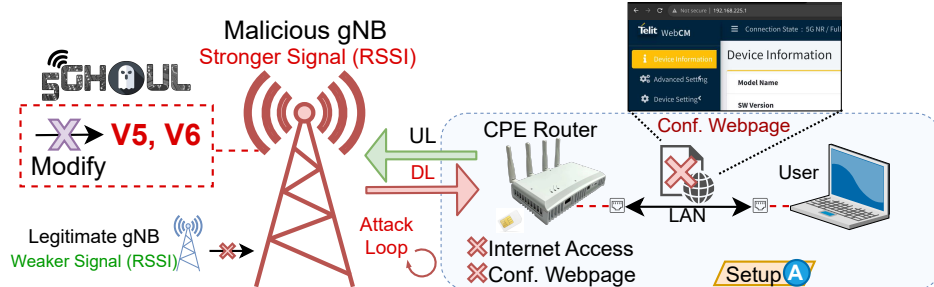 Malicious gNB
Stronger Signal (RSSI)
5GHOUL
V5, V6
Modify
Legitimate gNB
Weaker Signal (RSSI)
UL
DL
Attack
Loop
CPE Router
Internet Access
Conf. Webpage
Not secure | 192.168.225.1
Telit WebCM
Connection State : 5G NR / Full
Device Information
Advanced Setting
Device Setting
Device Information
Model Name
SW Version
Conf. Webpage
LAN
User
Setup A